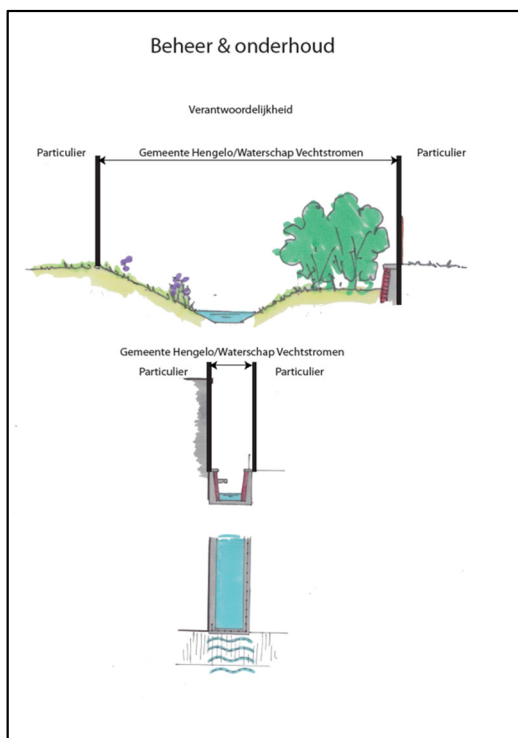 Beheer & onderhoud
Verantwoordelijkheid
Particulier Gemeente Hengelo/Waterschap Vechtstromen Particulier
Gemeente Hengelo/Waterschap Vechtstromen
Particulier Particulier